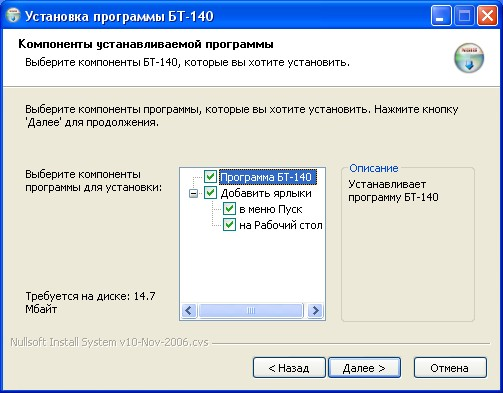 Установка программы БТ-140
Компоненты устанавливаемой программы
Выберите компоненты БТ-140, которые вы хотите установить.
Выберите компоненты программы, которые вы хотите установить. Нажмите кнопку
'Далее' для продолжения.
Выберите компоненты
программы для установки:
Программа БТ-140
Добавить ярлыки
в меню Пуск
на Рабочий стол
Описание
Устанавливает
программу БТ-140
Требуется на диске: 14.7
Мбайт
Nullsoft Install System v10-Nov-2006.cvs
< Назад
Далее >
Отмена